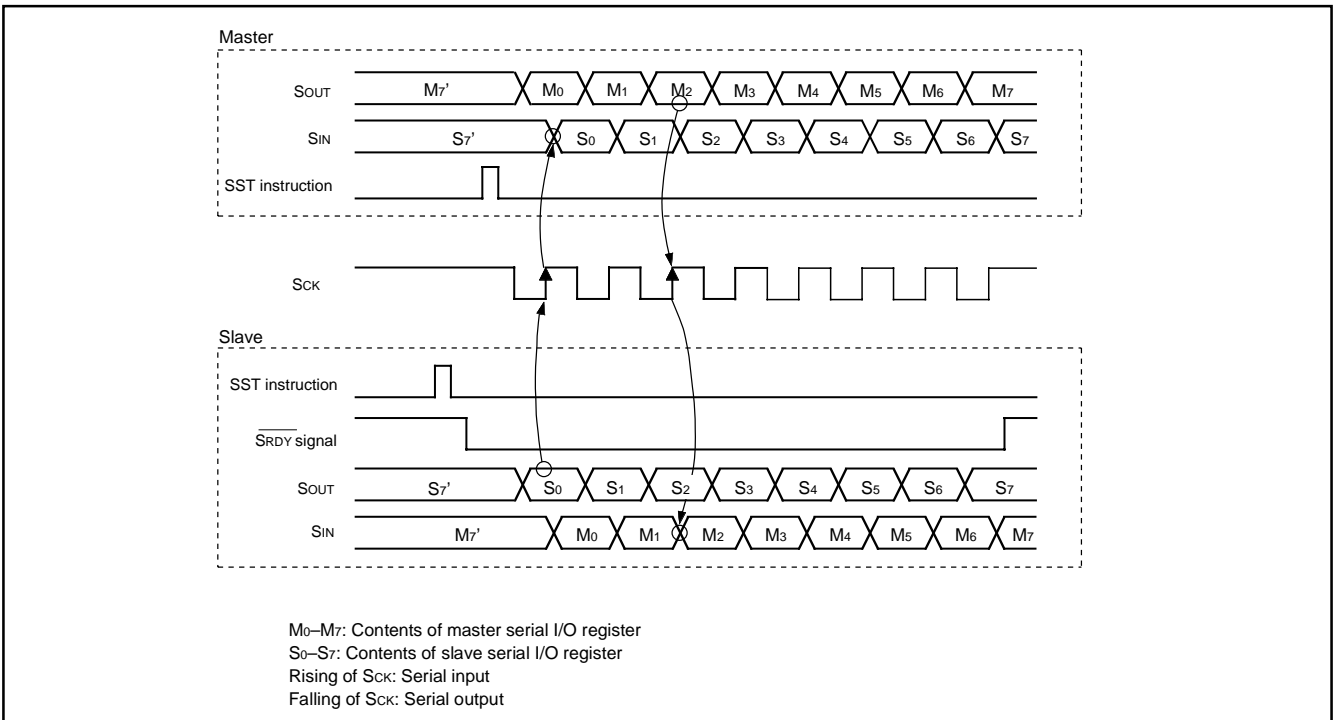 Master
SOUT M7' M0 M1 M2 M3 M4 M5 M6 M7
SIN S7' S0 S1 S2 S3 S4 S5 S6 S7
SST instruction
SCK
Slave
SST instruction
SRDY signal
SOUT S7' S0 S1 S2 S3 S4 S5 S6 S7
SIN M7' M0 M1 M2 M3 M4 M5 M6 M7
M0–M7: Contents of master serial I/O register
S0–S7: Contents of slave serial I/O register
Rising of SCK: Serial input
Falling of SCK: Serial output